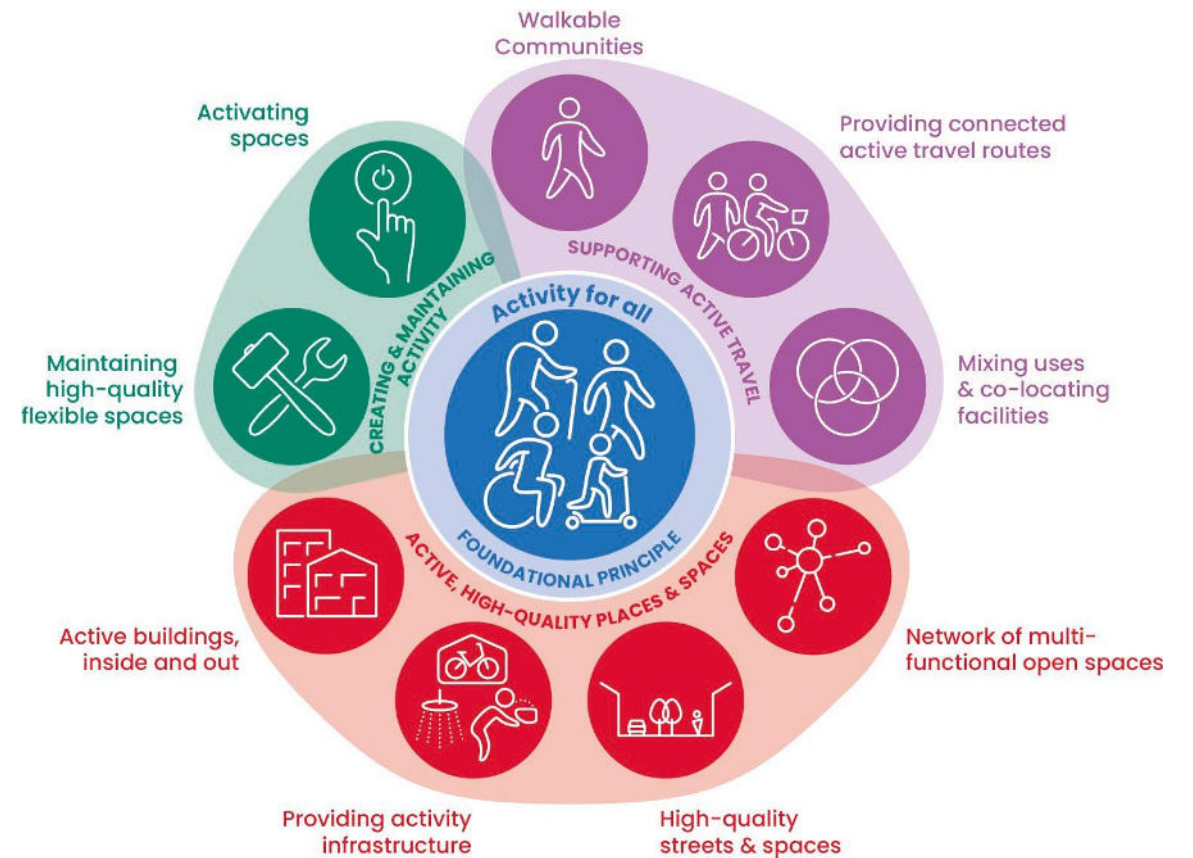 Walkable
Communities
Activating
spaces
Providing connected
active travel routes
SUPPORTING ACTIVE TRAVEL
CREATING & MAINTAINING
ACTIVITY
Activity for all
Maintaining
high-quality
flexible spaces
Mixing uses
& co-locating
facilities
FOUNDATIONAL PRINCIPLE
ACTIVE, HIGH-QUALITY PLACES & SPACES
Active buildings,
inside and out
Network of multi-
functional open spaces
Providing activity
infrastructure
High-quality
streets & spaces